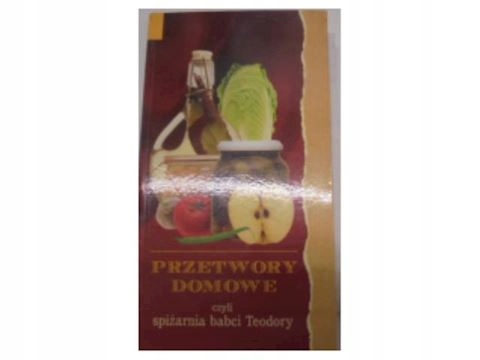 PRZETWORY
DOMOWE
czyli
spiżarnia babci Teodory